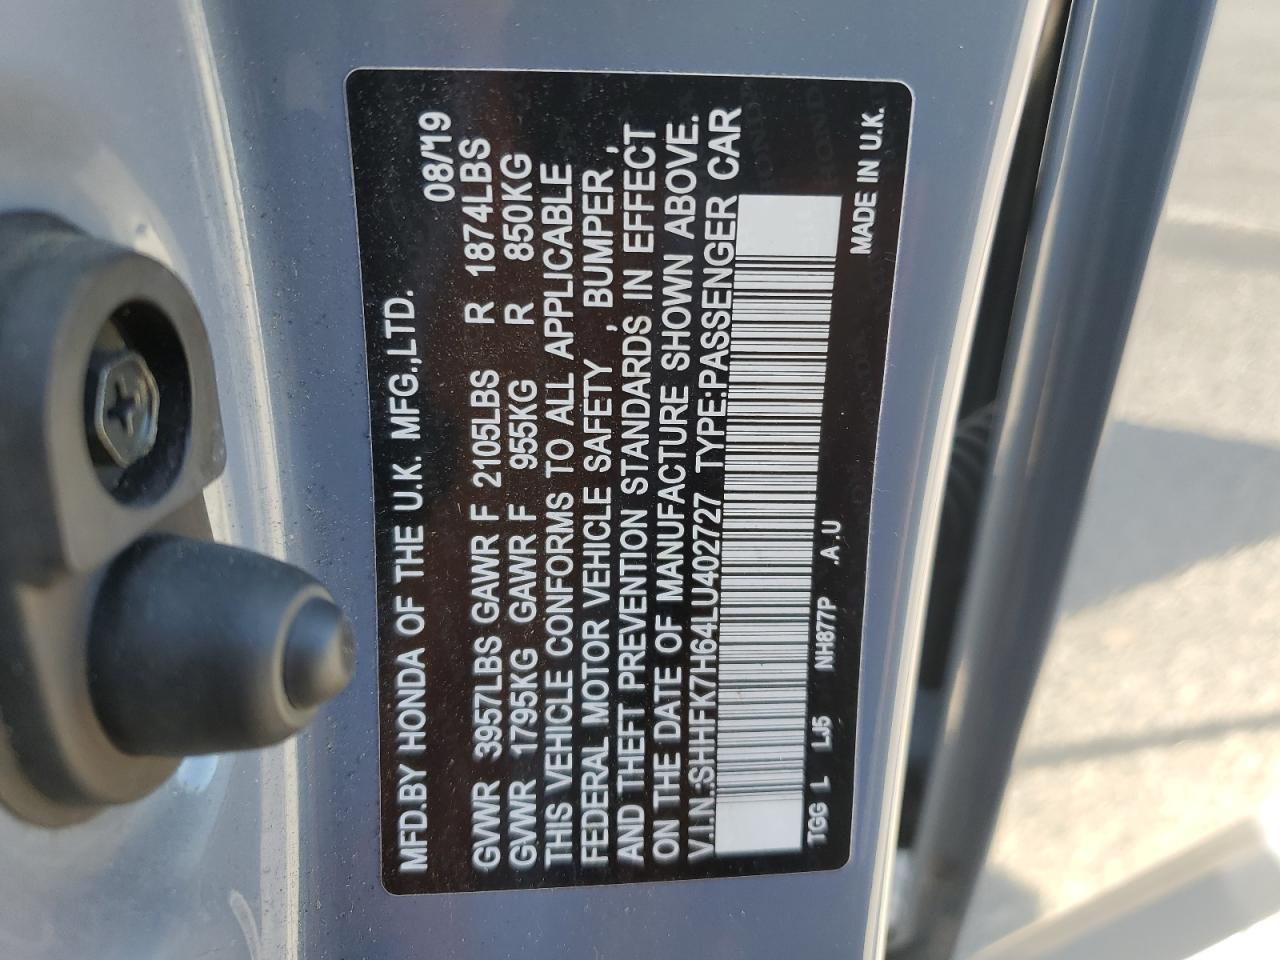 MFD.BY HONDA OF THE U.K. MFG.,LTD. 08/19
GVWR 3957LBS GAWR F 2105LBS R 1874LBS
GVWR 1795KG GAWR F 955KG R 850KG
THIS VEHICLE CONFORMS TO ALL APPLICABLE
FEDERAL MOTOR VEHICLE SAFETY , BUMPER ,
AND THEFT PREVENTION STANDARDS IN EFFECT
ON THE DATE OF MANUFACTURE SHOWN ABOVE.
V.I.N:SHHFK7H64LU402727 TYPE:PASSENGER CAR
TGG L LJ5 NH877P .A .U MADE IN U.K.